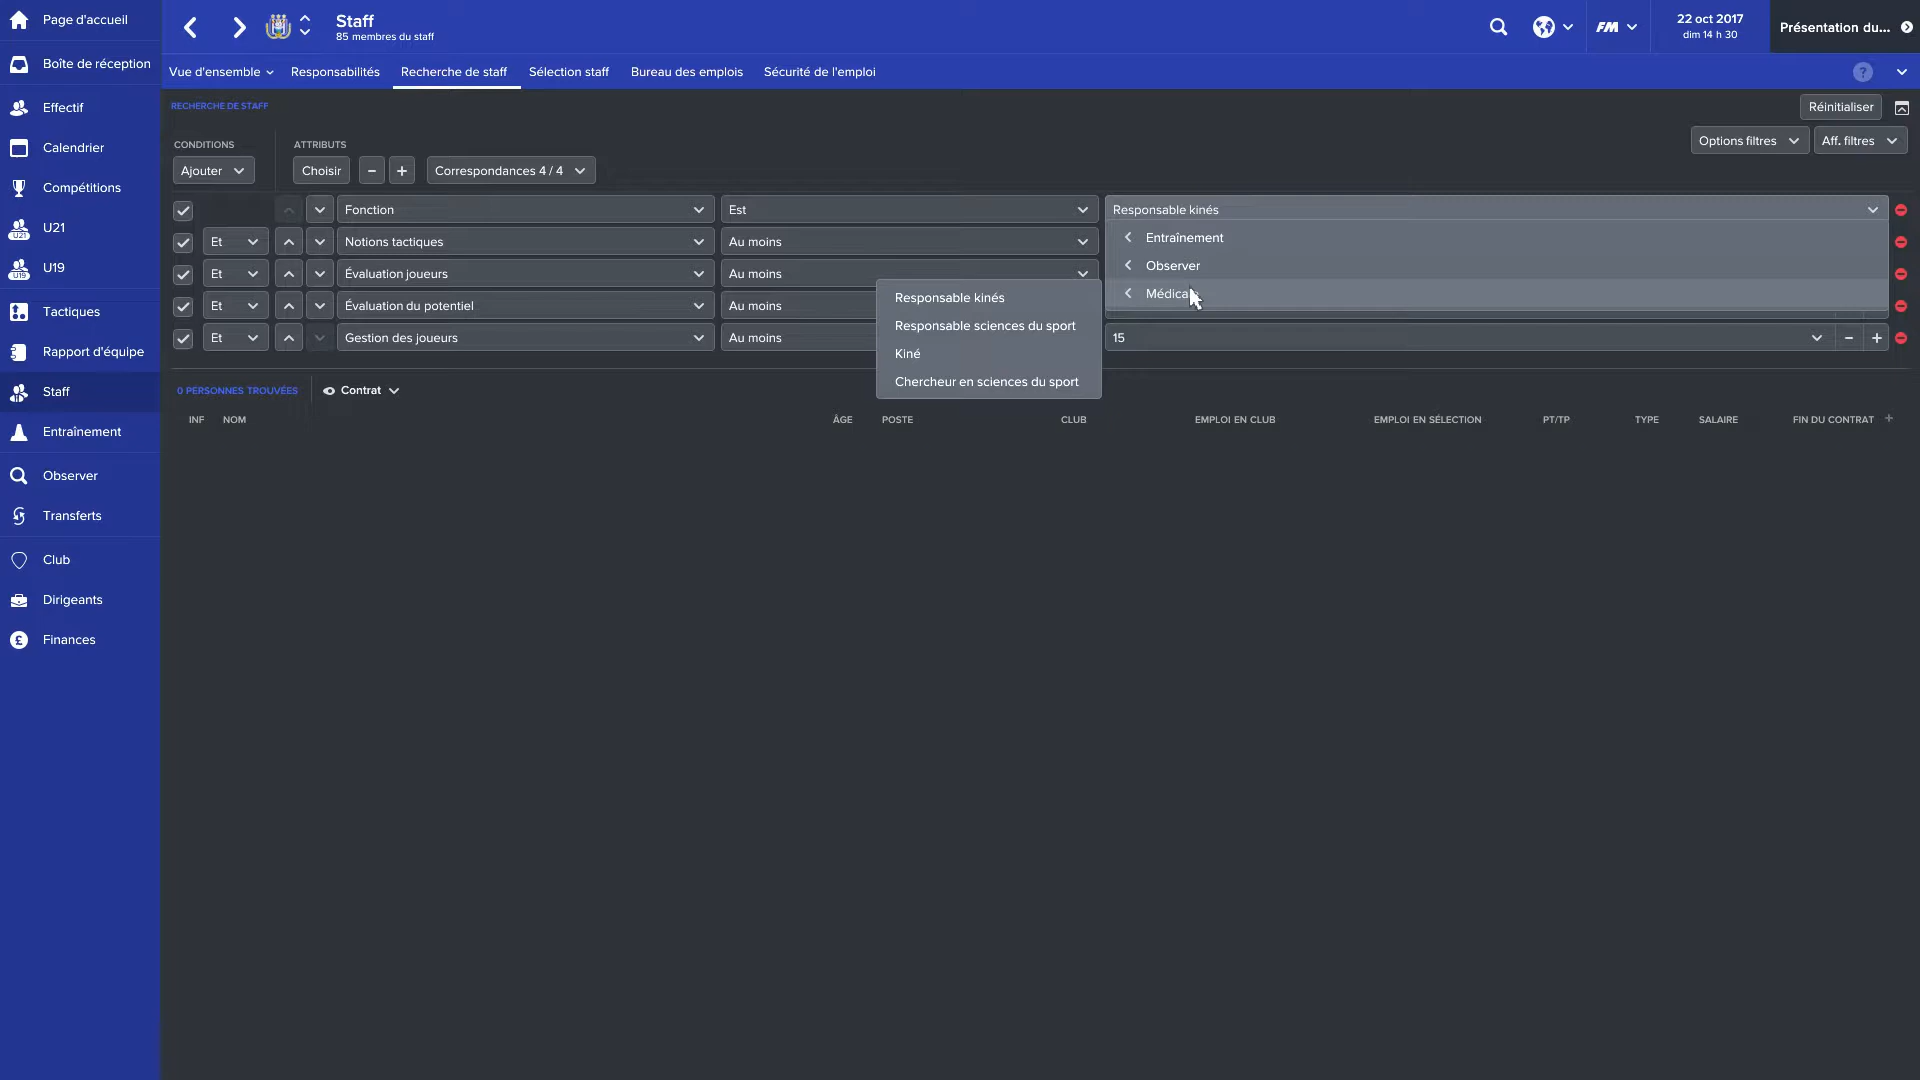 Page d'accueil
Boîte de réception
Effectif
Calendrier
Compétitions
U21
U21
U19
U19
Tactiques
Rapport d'équipe
Staff
Entraînement
Observer
Transferts
Club
Dirigeants
Finances
Staff
85 membres du staff
FM
22 oct 2017
dim 14 h 30
Présentation du...
Vue d'ensemble
Responsabilités
Recherche de staff
Sélection staff
Bureau des emplois
Sécurité de l'emploi
?
RECHERCHE DE STAFF
Réinitialiser
CONDITIONS
ATTRIBUTS
Options filtres
Aff. filtres
Ajouter
Choisir
Correspondances 4 / 4
Fonction
Est
Responsable kinés
Et
Notions tactiques
Au moins
Entraînement
Et
Évaluation joueurs
Au moins
Observer
Et
Évaluation du potentiel
Au moins
Et
Gestion des joueurs
Au moins
15
Responsable kinés
Responsable sciences du sport
Kiné
Chercheur en sciences du sport
0 PERSONNES TROUVÉES
Contrat
INF
NOM
ÂGE
POSTE
CLUB
EMPLOI EN CLUB
EMPLOI EN SÉLECTION
PT/TP
TYPE
SALAIRE
FIN DU CONTRAT